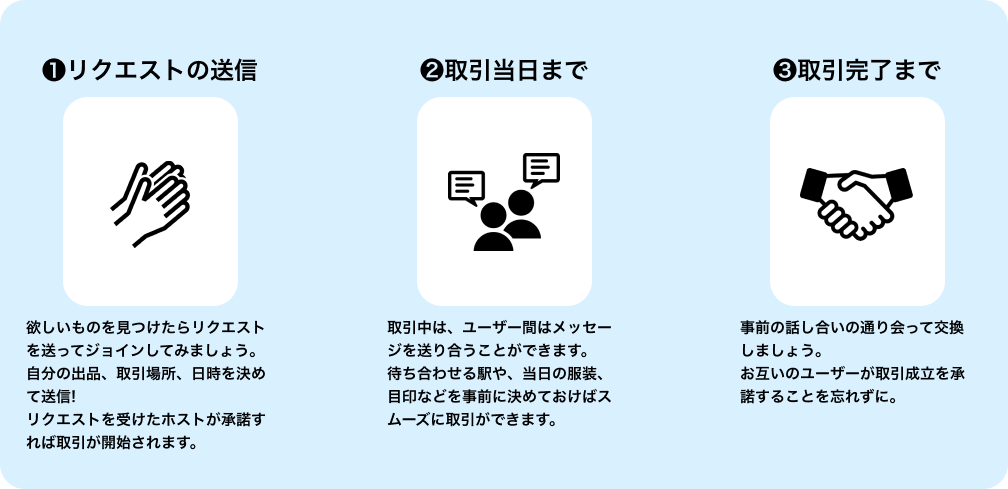 ❶リクエストの送信
欲しいものを見つけたらリクエスト
を送ってジョインしてみましょう。
自分の出品、取引場所、日時を決め
て送信!
リクエストを受けたホストが承諾す
れば取引が開始されます。
❷取引当日まで
取引中は、ユーザー間はメッセー
ジを送り合うことができます。
待ち合わせる駅や、当日の服装、
目印などを事前に決めておけばス
ムーズに取引ができます。
❸取引完了まで
事前の話し合いの通り会って交換
しましょう。
お互いのユーザーが取引成立を承
諾することを忘れずに。